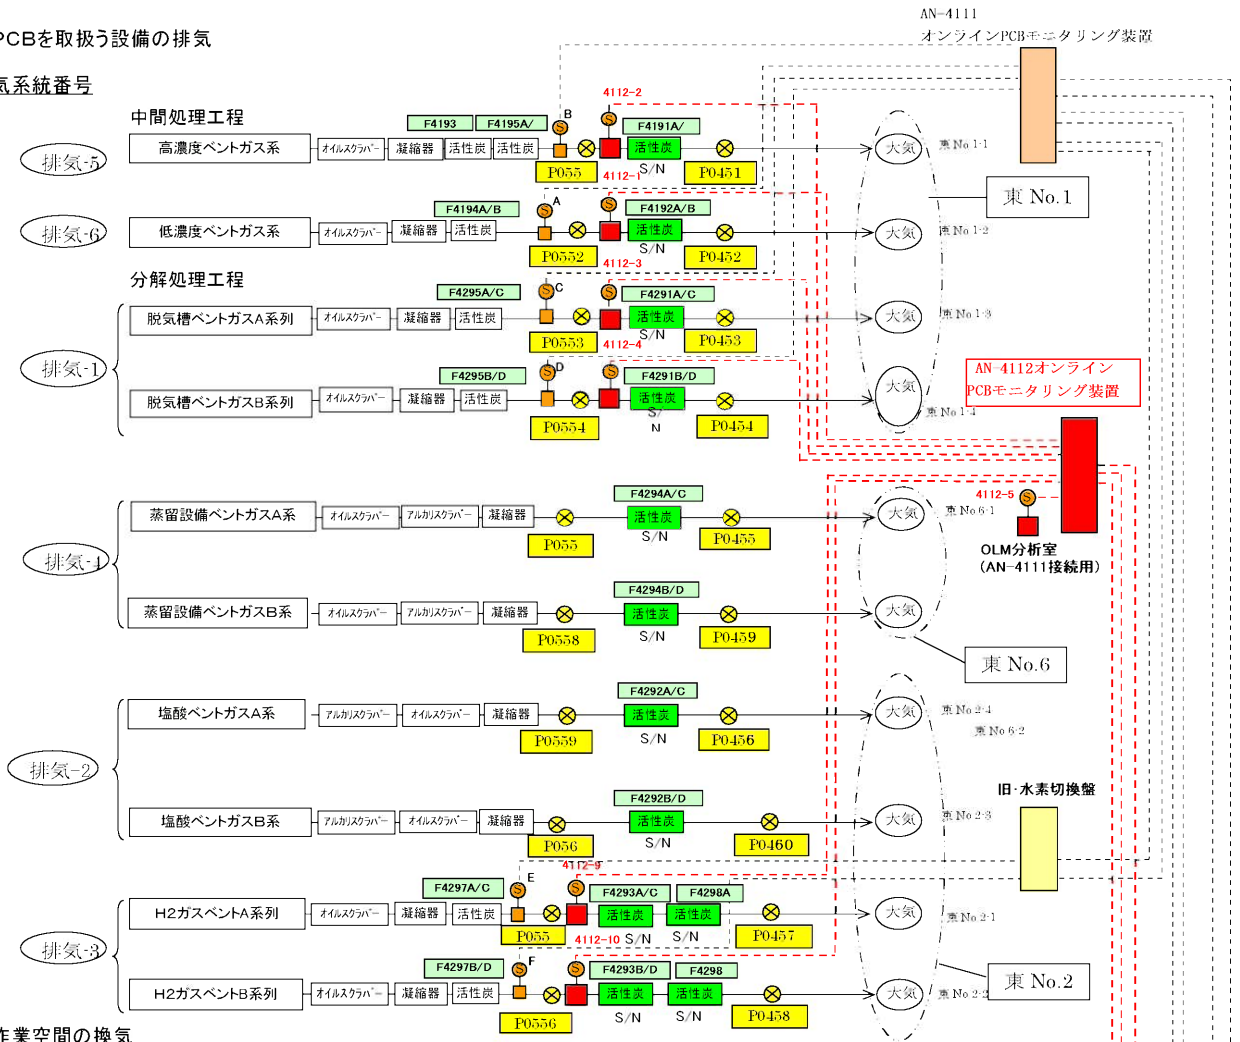 AN-4111
オンラインPCBモニタリング装置
PCBを取扱う設備の排気
気系統番号
中間処理工程
排気-5
高濃度ベントガス系
オイルスクラバー
凝縮器
F4193
活性炭
F4195A/
活性炭
B
S
4112-2
S
F4191A/
活性炭
S/N
P055
P0451
大気
東No 1-1
東 No.1
排気-6
低濃度ベントガス系
オイルスクラバー
凝縮器
F4194A/B
活性炭
A
S
4112-1
S
F4192A/B
活性炭
S/N
P0552
P0452
大気
東No 1-2
分解処理工程
排気-1
脱気槽ベントガスA系列
オイルスクラバー
凝縮器
F4295A/C
活性炭
C
S
4112-3
S
F4291A/C
活性炭
S/N
P0553
P0453
大気
東No 1-3
脱気槽ベントガスB系列
オイルスクラバー
凝縮器
F4295B/D
活性炭
D
S
4112-4
S
F4291B/D
活性炭
S/
N
P0554
P0454
大気
東No 1-4
AN-4112オンライン
PCBモニタリング装置
4112-5
S
OLM分析室
(AN-4111接続用)
排気-4
蒸留設備ベントガスA系
オイルスクラバー
アルカリスクラバー
凝縮器
F4294A/C
活性炭
S/N
P055
P0455
大気
東No 6-1
蒸留設備ベントガスB系
オイルスクラバー
アルカリスクラバー
凝縮器
F4294B/D
活性炭
S/N
P0558
P0459
大気
東 No.6
排気-2
塩酸ベントガスA系
アルカリスクラバー
オイルスクラバー
凝縮器
F4292A/C
活性炭
S/N
P0559
P0456
大気
東No 2-4
東No 6-2
塩酸ベントガスB系
アルカリスクラバー
オイルスクラバー
凝縮器
F4292B/D
活性炭
S/N
P056
P0460
大気
東No 2-3
旧・水素切換盤
排気-3
H2ガスベントA系列
オイルスクラバー
凝縮器
F4297A/C
活性炭
E
S
4112-9
S
F4293A/C
活性炭
S/N
F4298A
活性炭
S/N
P055
P0457
大気
東No 2-1
H2ガスベントB系列
オイルスクラバー
凝縮器
F4297B/D
活性炭
F
S
4112-10
S
F4293B/D
活性炭
S/N
F4298
活性炭
S/N
P0556
P0458
大気
東No 2-2
東 No.2
作業空間の換気